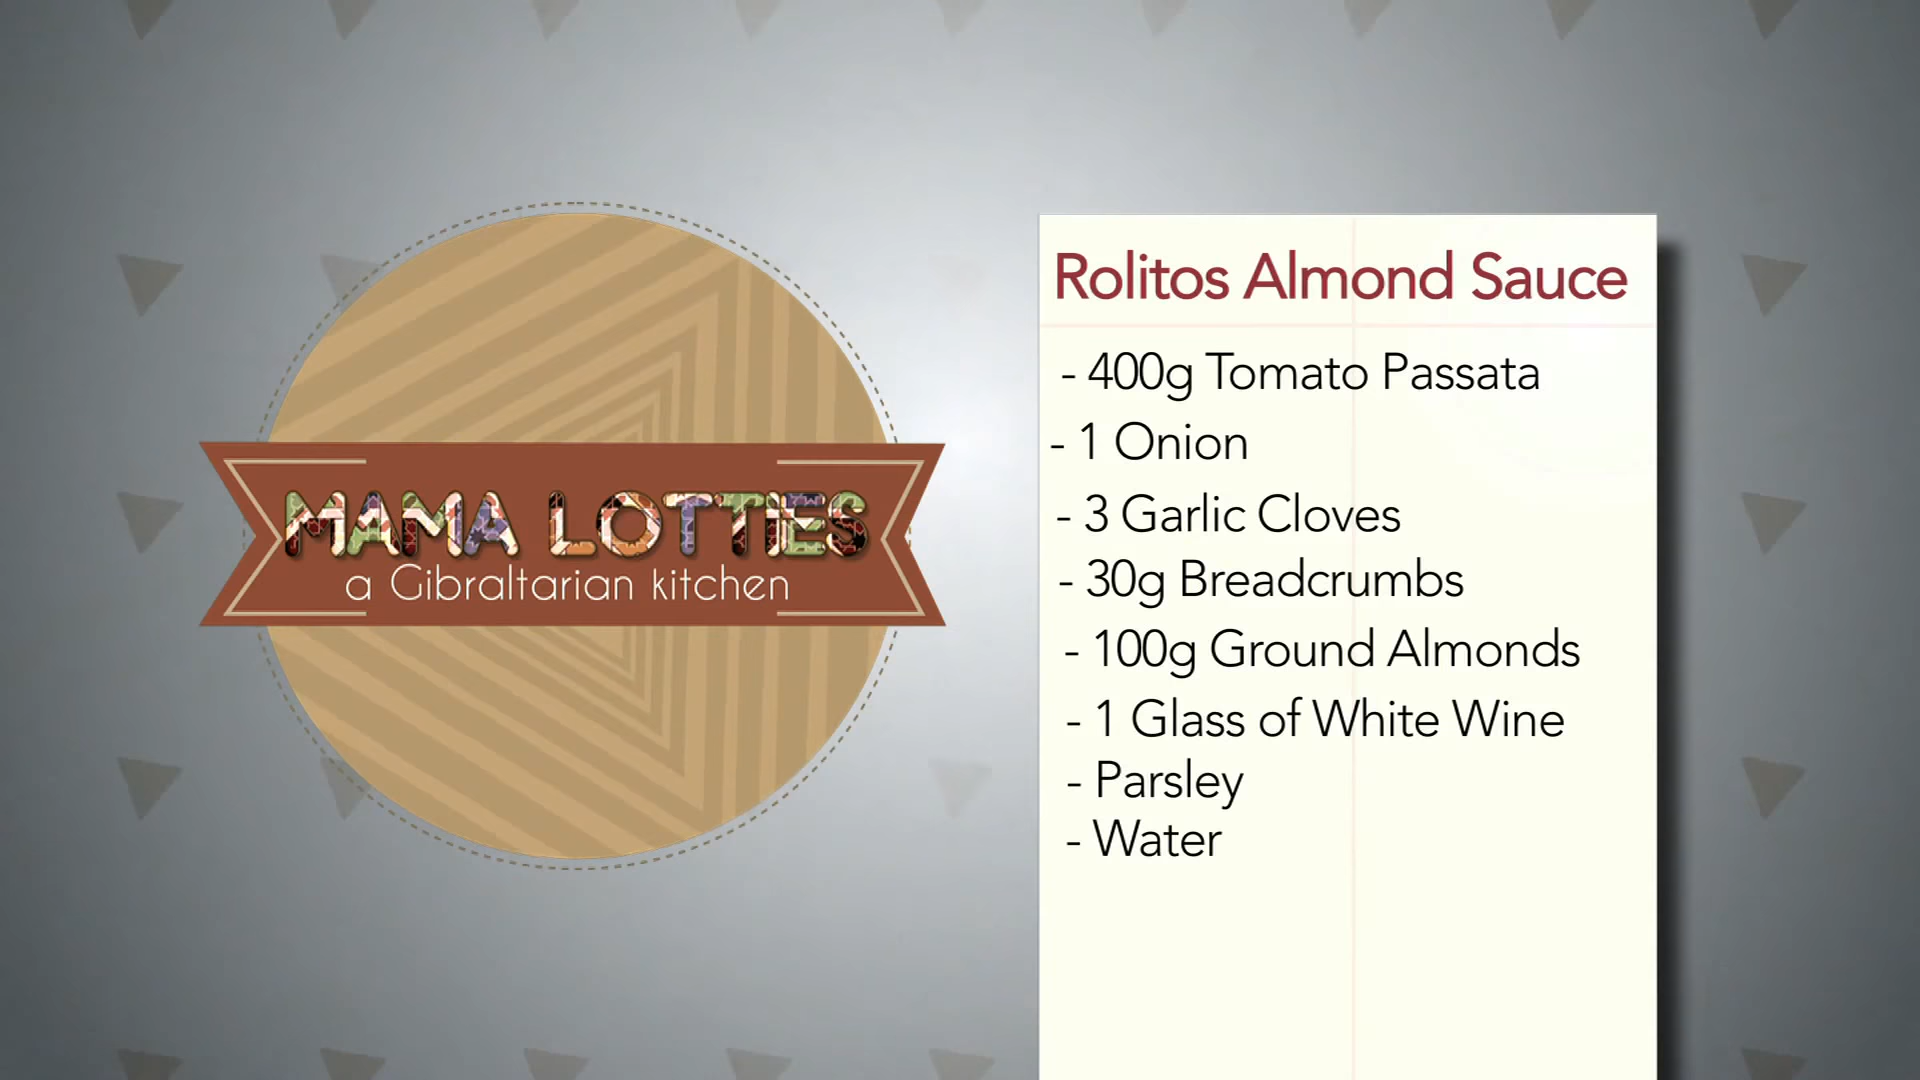 MAMA LOTTIES
a Gibraltarian kitchen
Rolitos Almond Sauce
- 400g Tomato Passata
- 1 Onion
- 3 Garlic Cloves
- 30g Breadcrumbs
- 100g Ground Almonds
- 1 Glass of White Wine
- Parsley
- Water